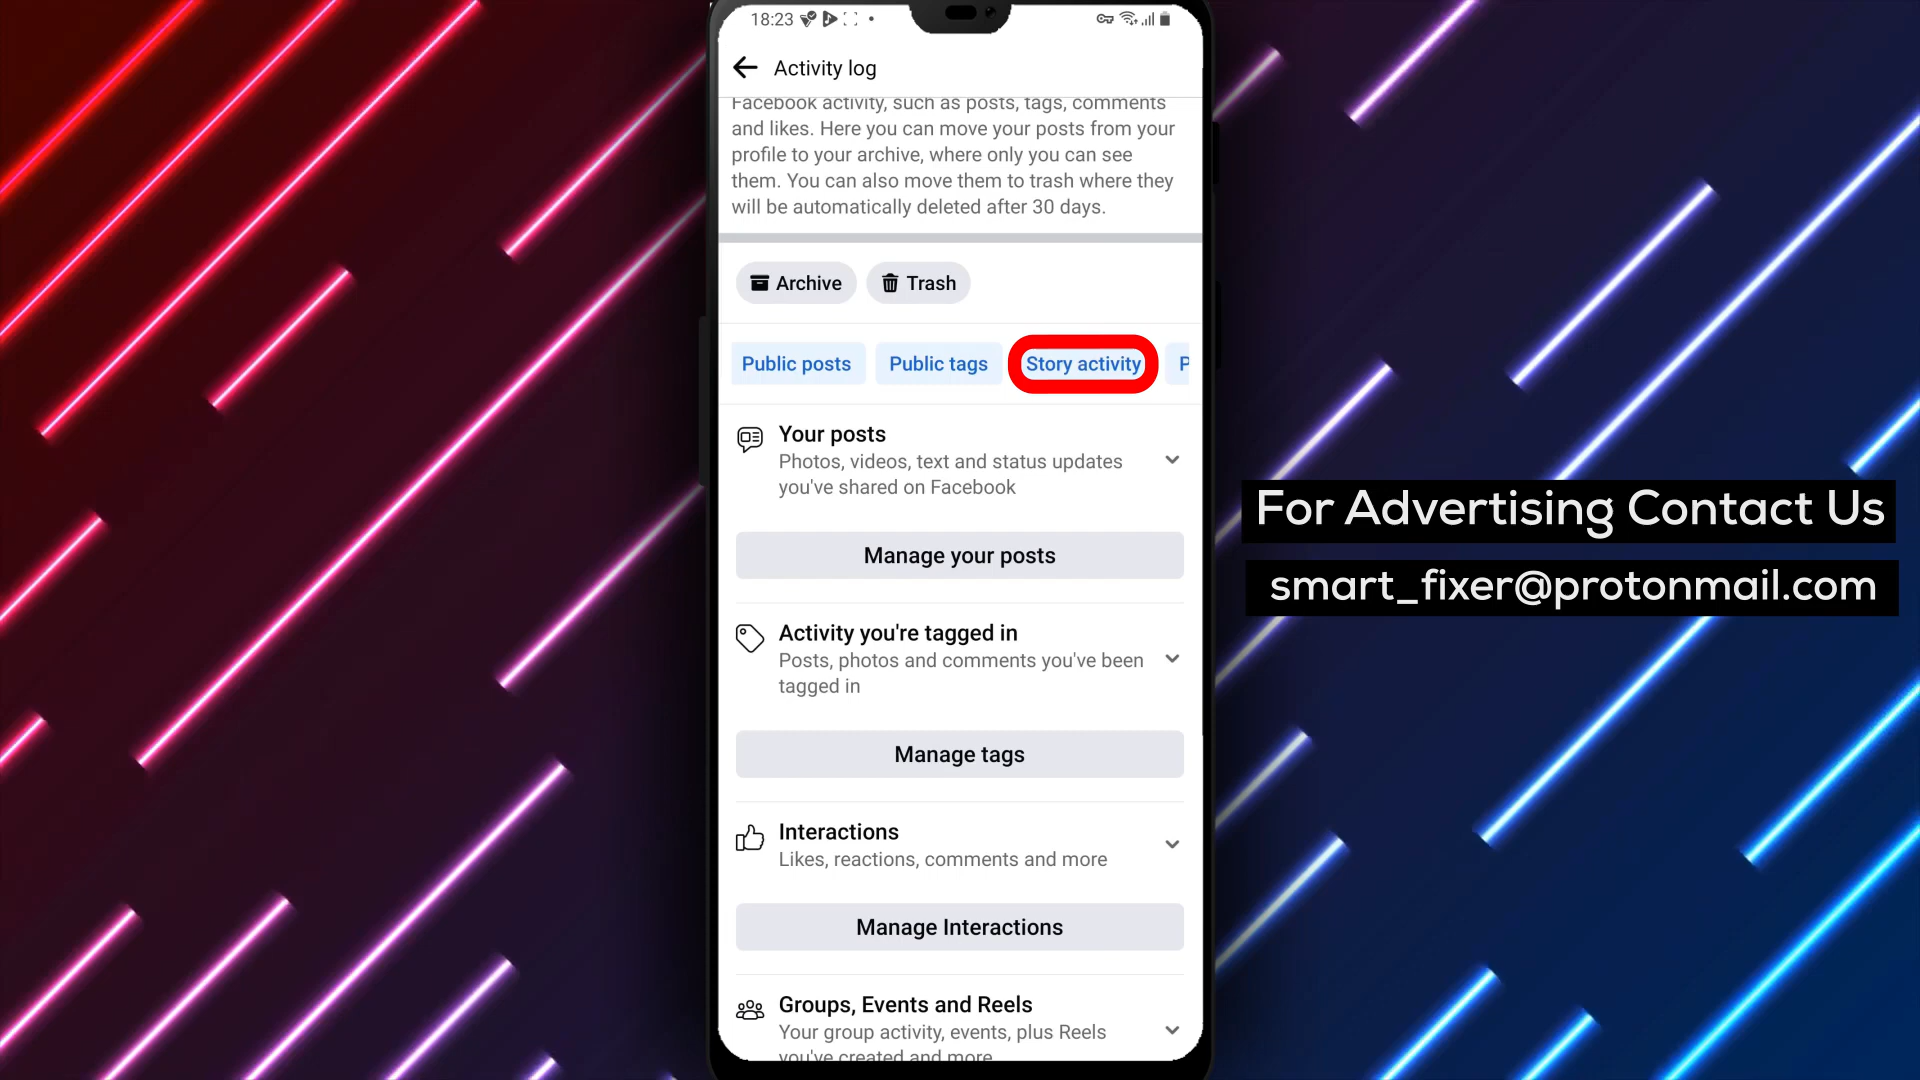 18:23
Activity log
Facebook activity, such as posts, tags, comments
and likes. Here you can move your posts from your
profile to your archive, where only you can see
them. You can also move them to trash where they
will be automatically deleted after 30 days.
Archive
Trash
Public posts
Public tags
Story activity
P
Your posts
Photos, videos, text and status updates
you've shared on Facebook
Manage your posts
Activity you're tagged in
Posts, photos and comments you've been
tagged in
Manage tags
Interactions
Likes, reactions, comments and more
Manage Interactions
Groups, Events and Reels
Your group activity, events, plus Reels
you've created and more
For Advertising Contact Us
smart_fixer@protonmail.com